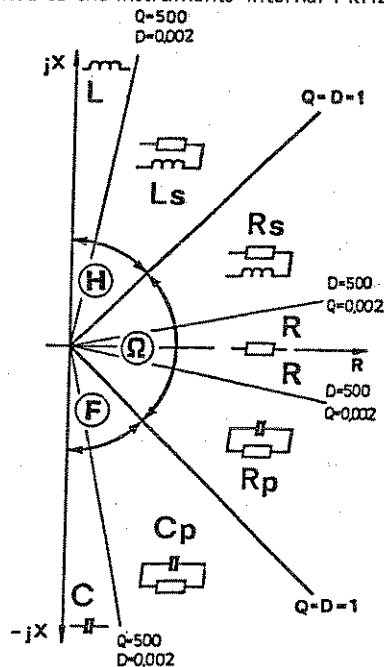 Q=500
D=0,002
jX
L
Q=D=1
Ls
Rs
H
D=500
Q=0,002
Ω
R
R
R
D=500
Q=0,002
F
Rp
Cp
C
Q=D=1
-jX
Q=500
D=0,002